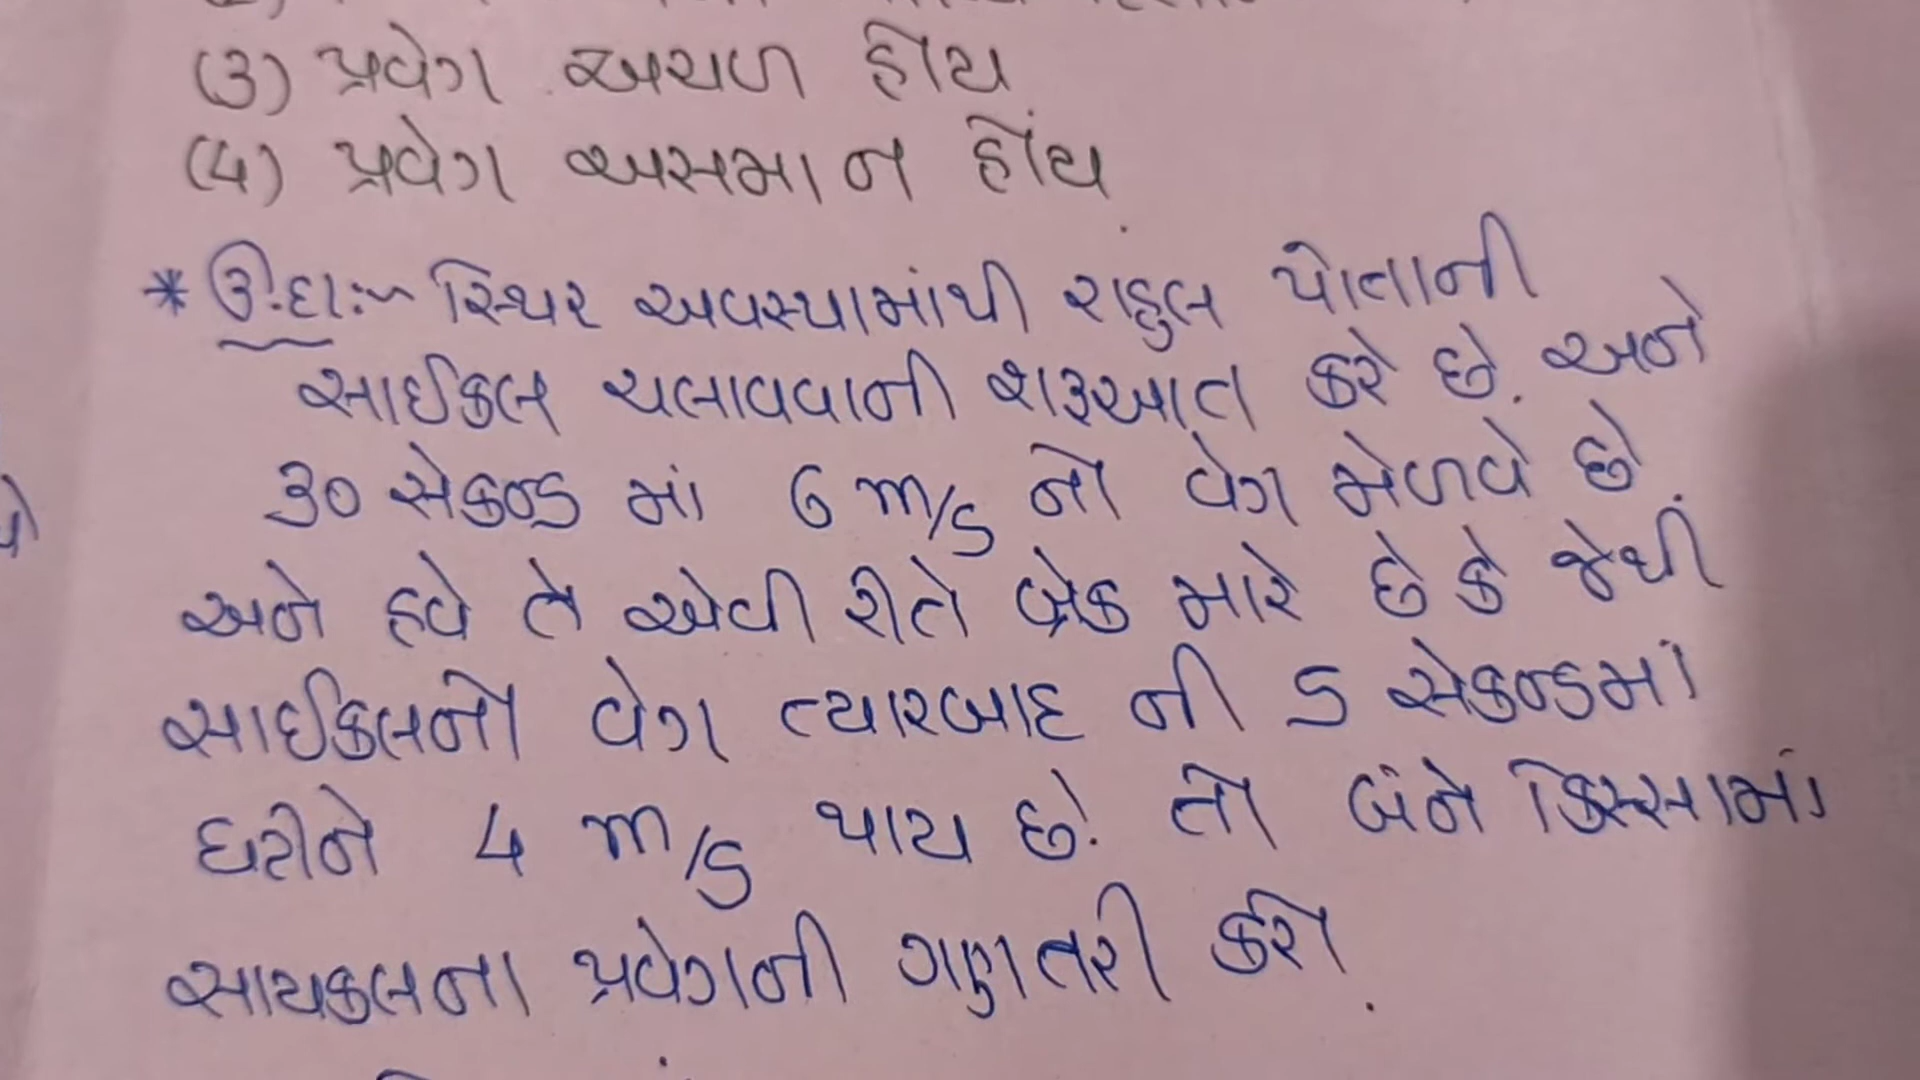 (3) પ્રવેગ અચળ હોય
(4) પ્રવેગ અસમાન હોય.
* ઊ.દા:- સ્થિર અવસ્થામાંથી રાહુલ પોતાની
સાઈકલ ચલાવવાની શરૂઆત કરે છે. અને
30 સેકન્ડ માં 6 m/s નો વેગ મેળવે છે.
અને હવે તે એવી રીતે બ્રેક મારે છે કે જેથી
સાઈકલનો વેગ ત્યારબાદ ની 5 સેકન્ડમાં
ઘટીને 4 m/s થાય છે. તો બંને કિસ્સામાં
સાયકલના પ્રવેગની ગણતરી કરો.